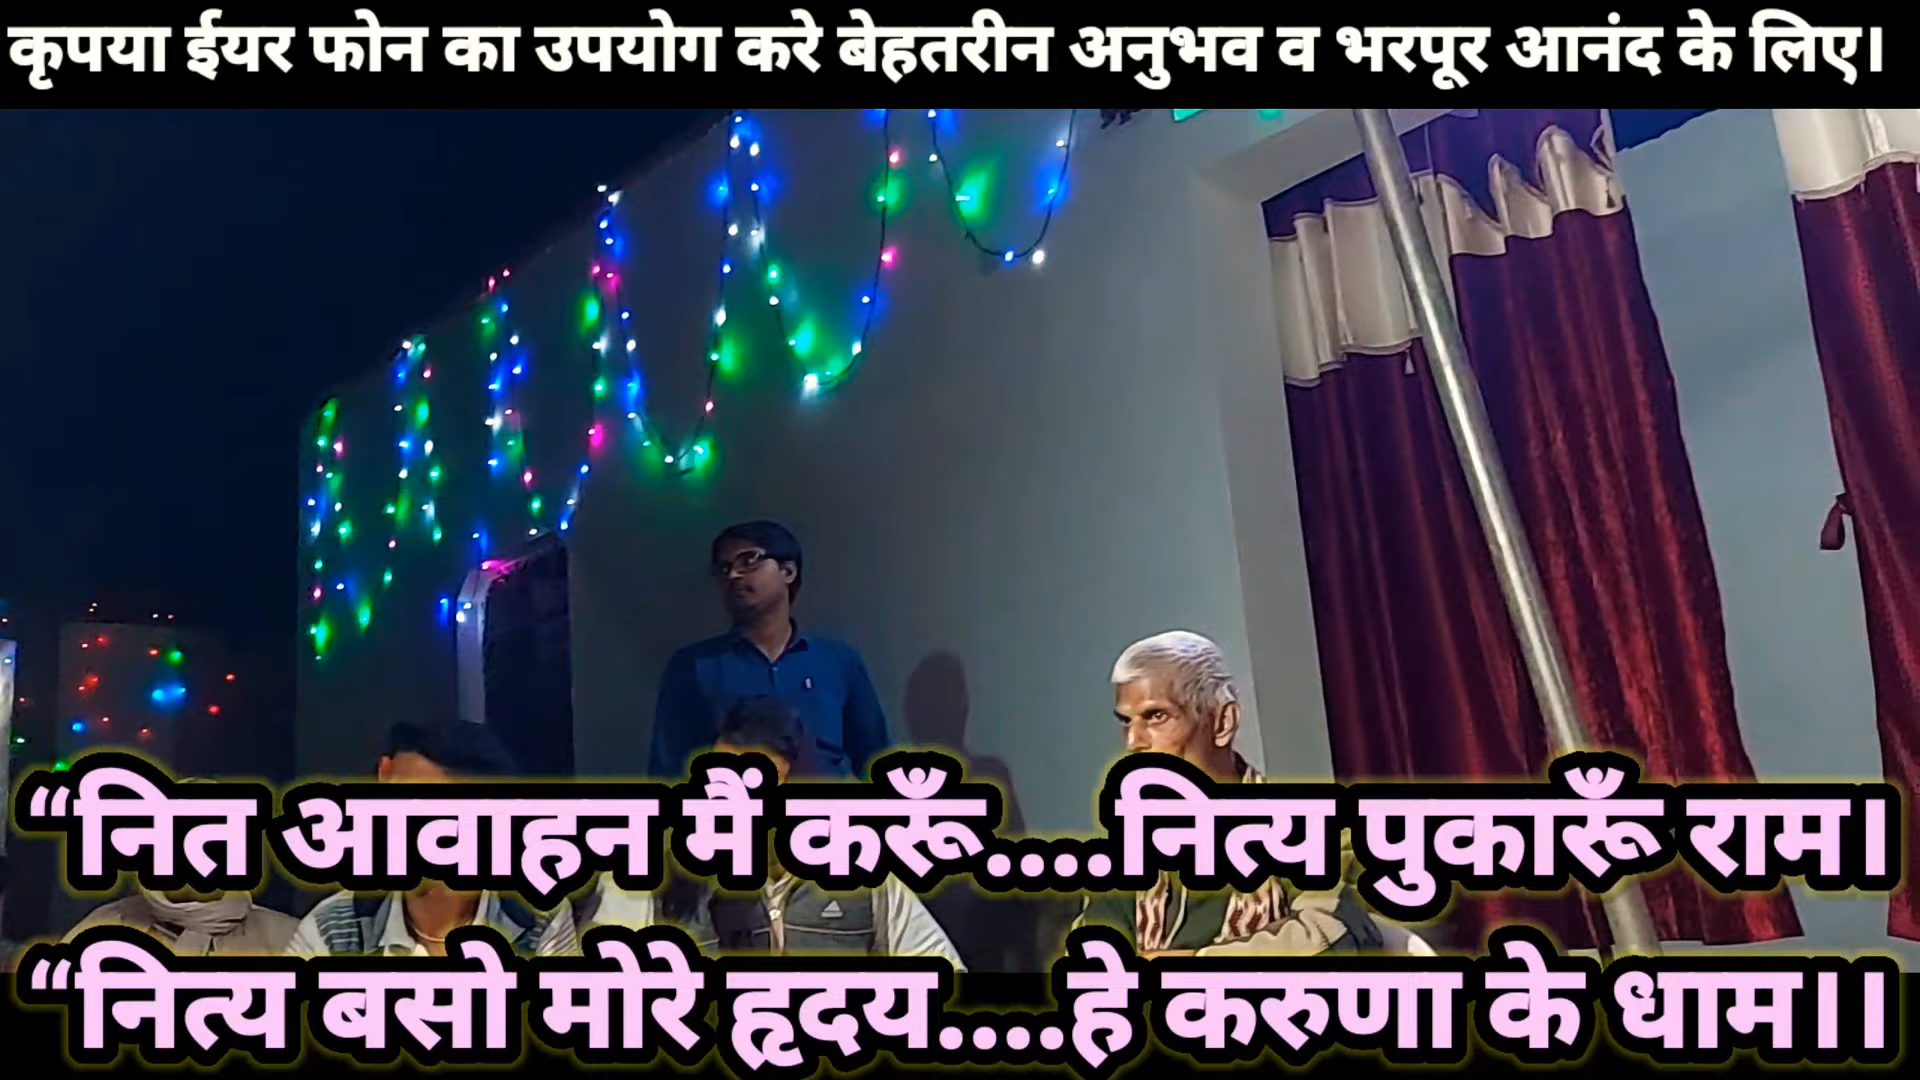 कृपया ईयर फोन का उपयोग करे बेहतरीन अनुभव व भरपूर आनंद के लिए।
“नित आवाहन मैं करूँ....नित्य पुकारूँ राम।
“नित्य बसो मोरे हृदय....हे करुणा के धाम।।